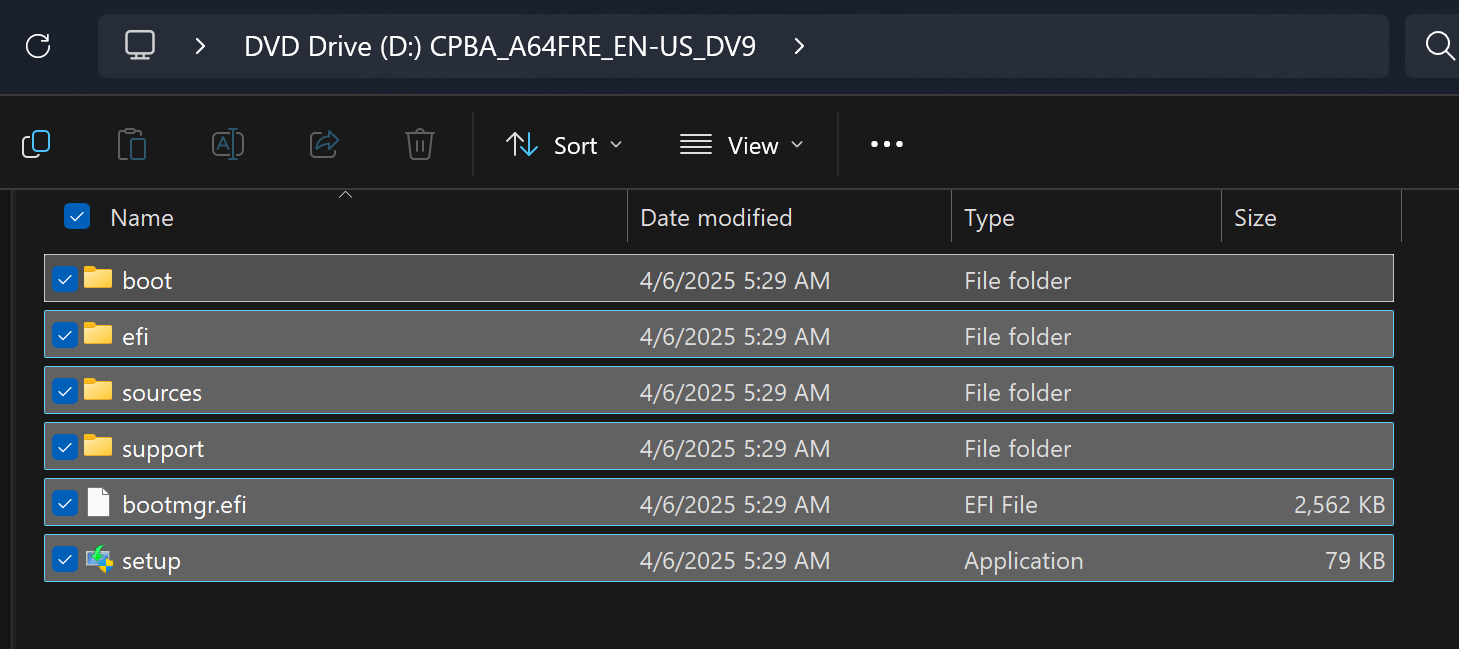 DVD Drive (D:) CPBA_A64FRE_EN-US_DV9
Sort View
Name Date modified Type Size
boot 4/6/2025 5:29 AM File folder
efi 4/6/2025 5:29 AM File folder
sources 4/6/2025 5:29 AM File folder
support 4/6/2025 5:29 AM File folder
bootmgr.efi 4/6/2025 5:29 AM EFI File 2,562 KB
setup 4/6/2025 5:29 AM Application 79 KB